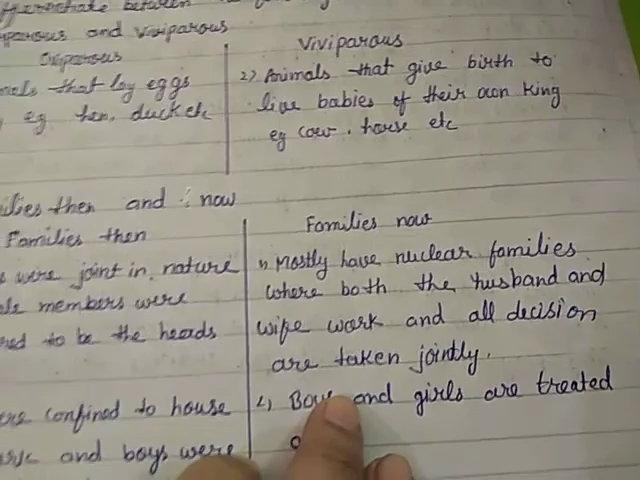 between
and viviparous
Oviparous
that lay eggs
eg hen, duck etc
Viviparous
2) Animals that give birth to
live babies of their own king
eg cow, horse etc
then and now
Families then
were joint in nature
members were
to be the heads
confined to house
and boys were
Families now
1) Mostly have nuclear families
where both the husband and
wife work and all decision
are taken jointly.
2) Boys and girls are treated